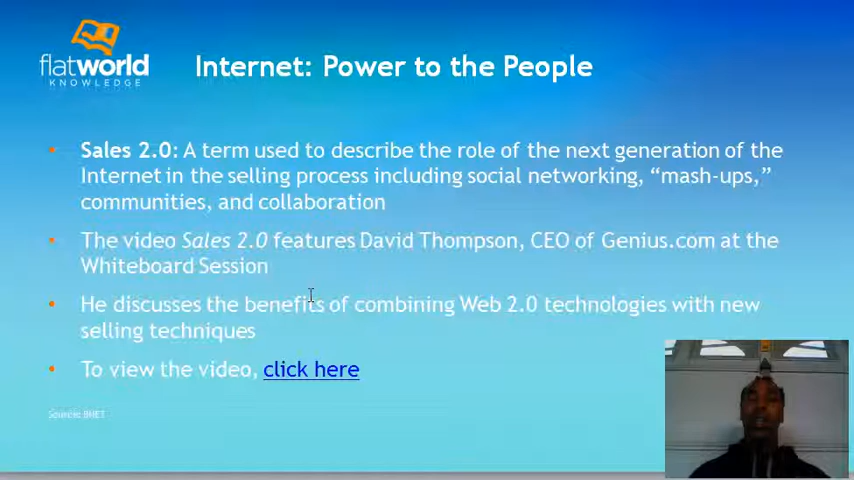 flatworld
KNOWLEDGE
Internet: Power to the People
Sales 2.0: A term used to describe the role of the next generation of the
Internet in the selling process including social networking, “mash-ups,”
communities, and collaboration
The video Sales 2.0 features David Thompson, CEO of Genius.com at the
Whiteboard Session
He discusses the benefits of combining Web 2.0 technologies with new
selling techniques
To view the video, click here
Source: BNET